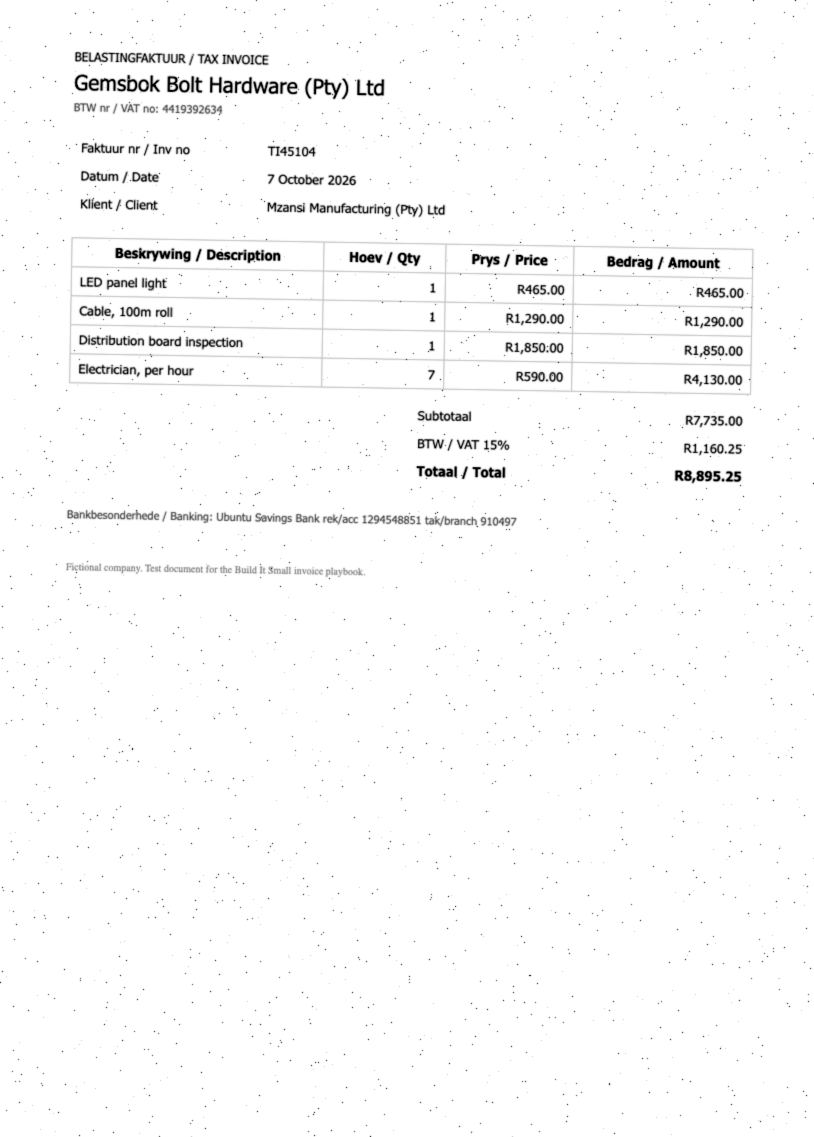 BELASTINGFAKTUUR / TAX INVOICE
Gemsbok Bolt Hardware (Pty) Ltd
BTW nr / VAT no: 4419392634
Faktuur nr / Inv no TI45104
Datum / Date 7 October 2026
Klient / Client Mzansi Manufacturing (Pty) Ltd
Beskrywing / Description Hoev / Qty Prys / Price Bedrag / Amount
LED panel light 1 R465.00 R465.00
Cable, 100m roll 1 R1,290.00 R1,290.00
Distribution board inspection 1 R1,850.00 R1,850.00
Electrician, per hour 7 R590.00 R4,130.00
Subtotaal R7,735.00
BTW / VAT 15% R1,160.25
Totaal / Total R8,895.25
Bankbesonderhede / Banking: Ubuntu Savings Bank rek/acc 1294548851 tak/branch 910497
Fictional company. Test document for the Build It Small invoice playbook.